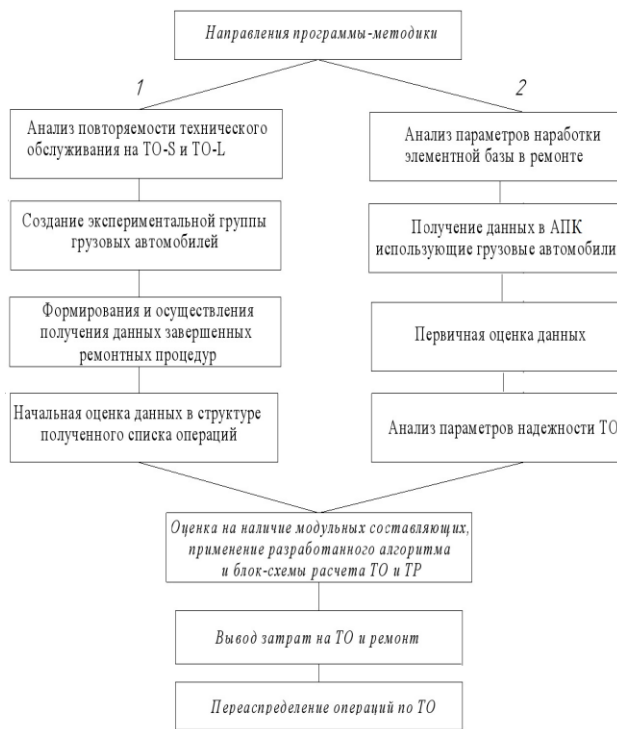 Направления программы-методики
1
2
Анализ повторяемости технического
обслуживания на ТО-S и ТО-L
Создание экспериментальной группы
грузовых автомобилей
Формирования и осуществления
получения данных завершенных
ремонтных процедур
Начальная оценка данных в структуре
полученного списка операций
Анализ параметров наработки
элементной базы в ремонте
Получение данных в АПК
использующие грузовые автомобили
Первичная оценка данных
Анализ параметров надежности ТО
Оценка на наличие модульных составляющих,
применение разработанного алгоритма
и блок-схемы расчета ТО и ТР
Вывод затрат на ТО и ремонт
Переаспределение операций по ТО